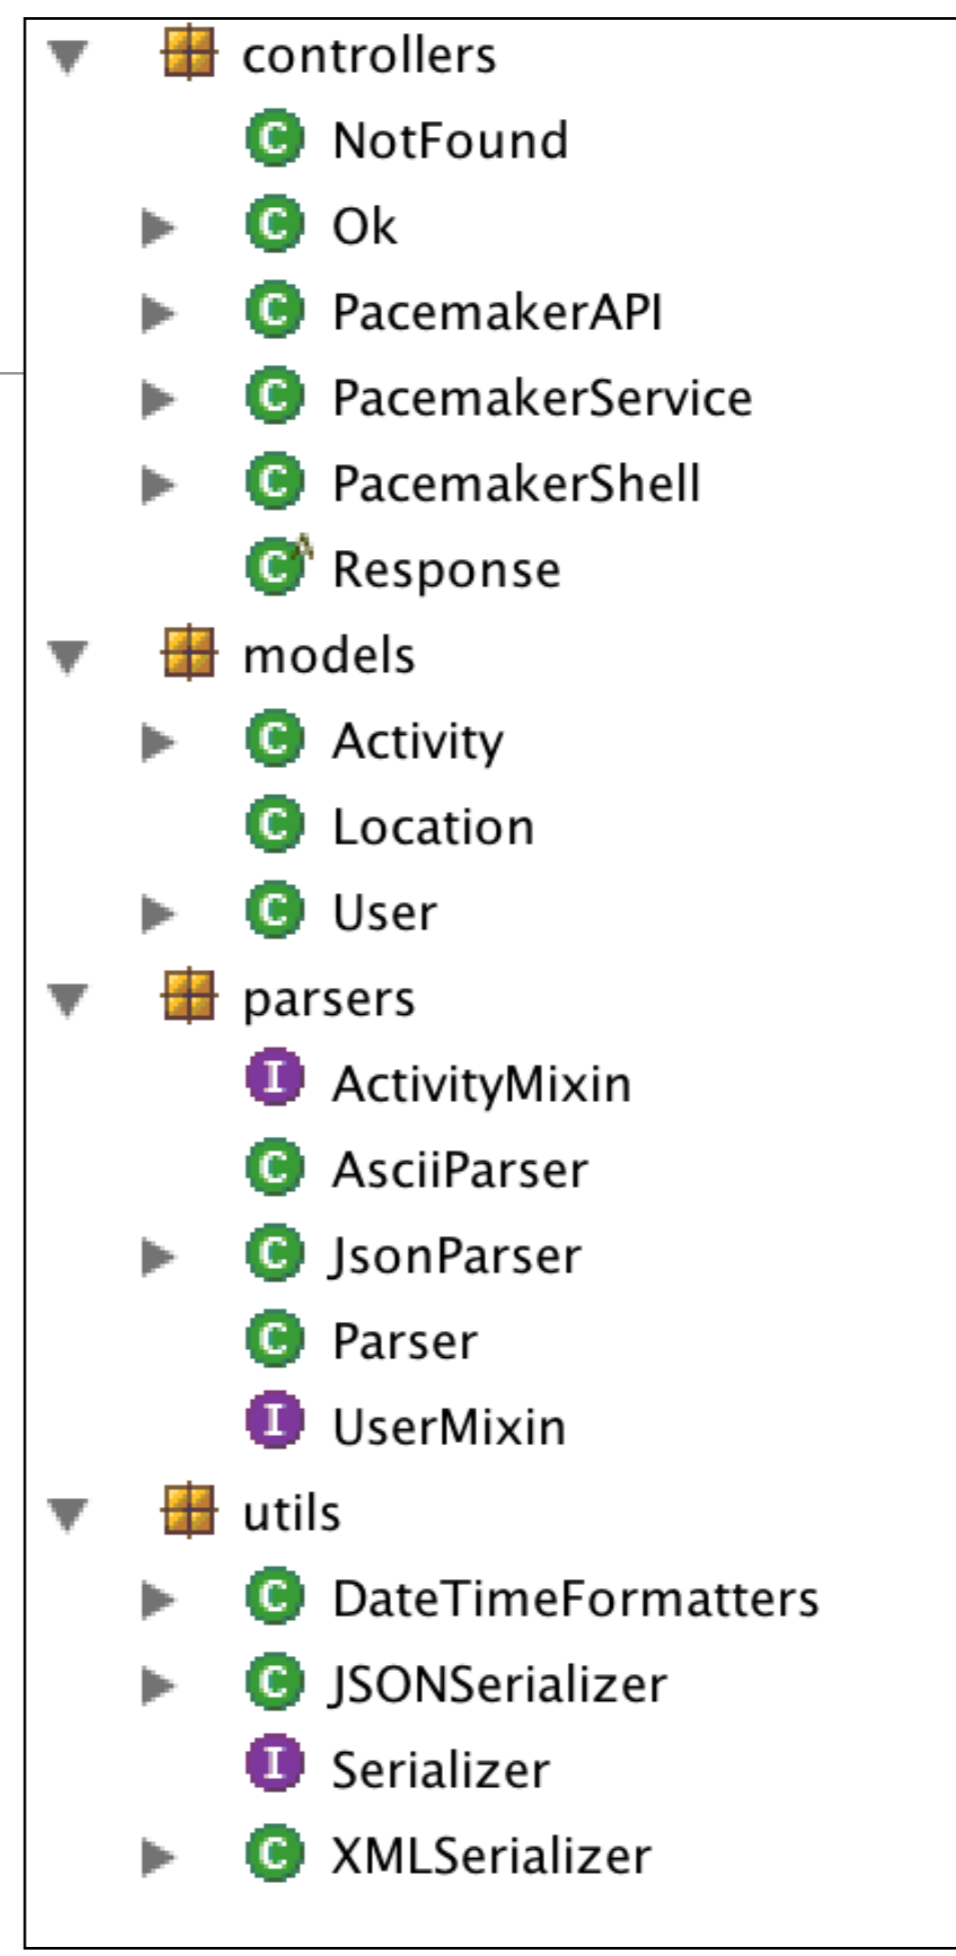 controllers
C NotFound
C Ok
C PacemakerAPI
C PacemakerService
C PacemakerShell
C A Response
models
C Activity
C Location
C User
parsers
I ActivityMixin
C AsciiParser
C JsonParser
C Parser
I UserMixin
utils
C DateTimeFormatters
C JSONSerializer
I Serializer
C XMLSerializer